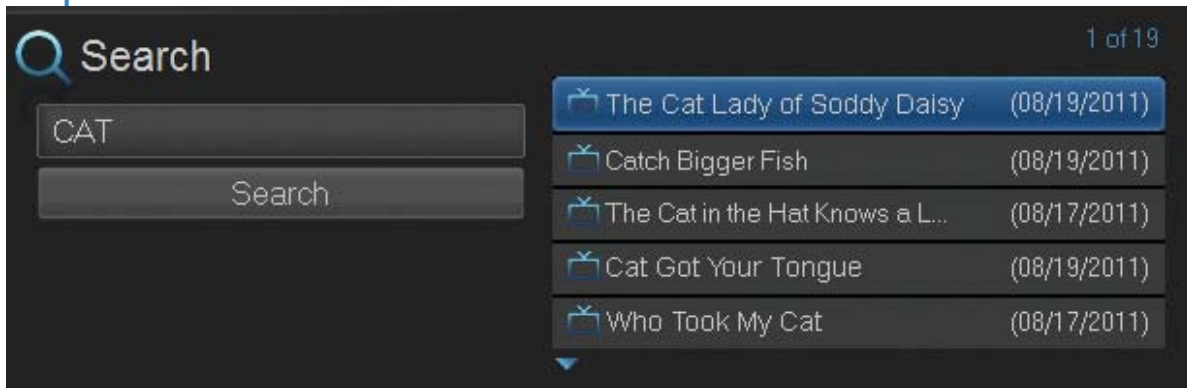 Search
CAT
Search
1 of 19
The Cat Lady of Soddy Daisy (08/19/2011)
Catch Bigger Fish (08/19/2011)
The Cat in the Hat Knows a L... (08/17/2011)
Cat Got Your Tongue (08/19/2011)
Who Took My Cat (08/17/2011)